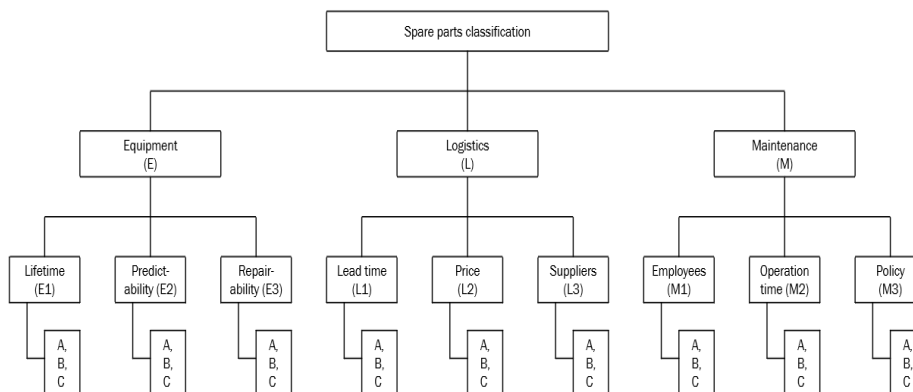 Spare parts classification
Equipment
(E)
Logistics
(L)
Maintenance
(M)
Lifetime
(E1)
Predict-
ability (E2)
Repair-
ability (E3)
Lead time
(L1)
Price
(L2)
Suppliers
(L3)
Employees
(M1)
Operation
time (M2)
Policy
(M3)
A,
B,
C
A,
B,
C
A,
B,
C
A,
B,
C
A,
B,
C
A,
B,
C
A,
B,
C
A,
B,
C
A,
B,
C